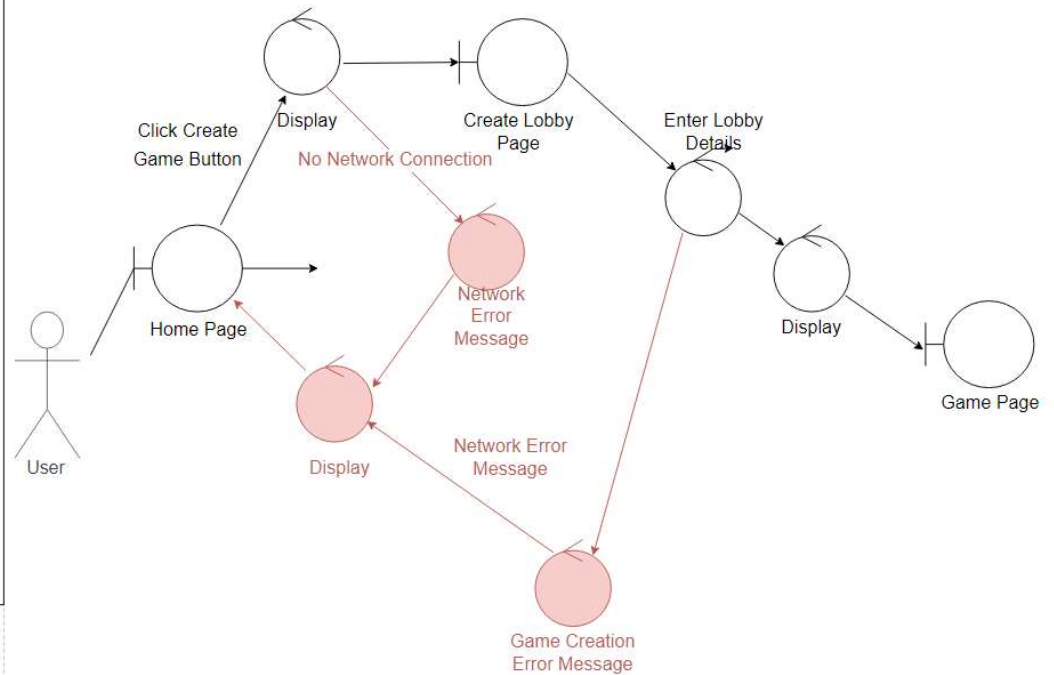 Display
Create Lobby
Page
Enter Lobby
Details
Click Create
Game Button
No Network Connection
Network
Error
Message
Home Page
Display
Game Page
User
Display
Network Error
Message
Game Creation
Error Message